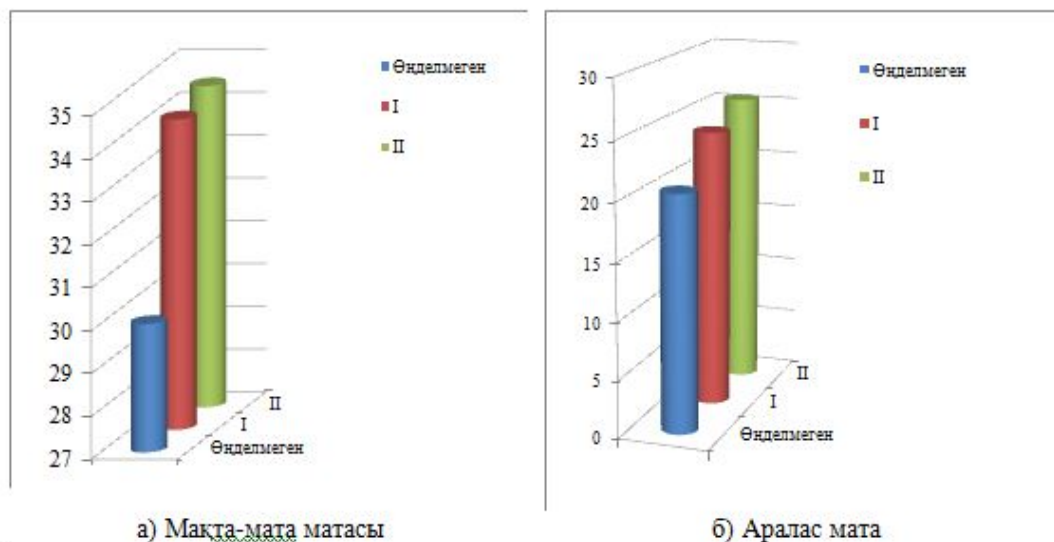 Өңделмеген
I
II
35
34
33
32
31
30
29
28
27
II
I
Өңделмеген
а) Мақта-мата матасы
Өңделмеген
I
II
30
25
20
15
10
5
0
II
I
Өңделмеген
б) Аралас мата